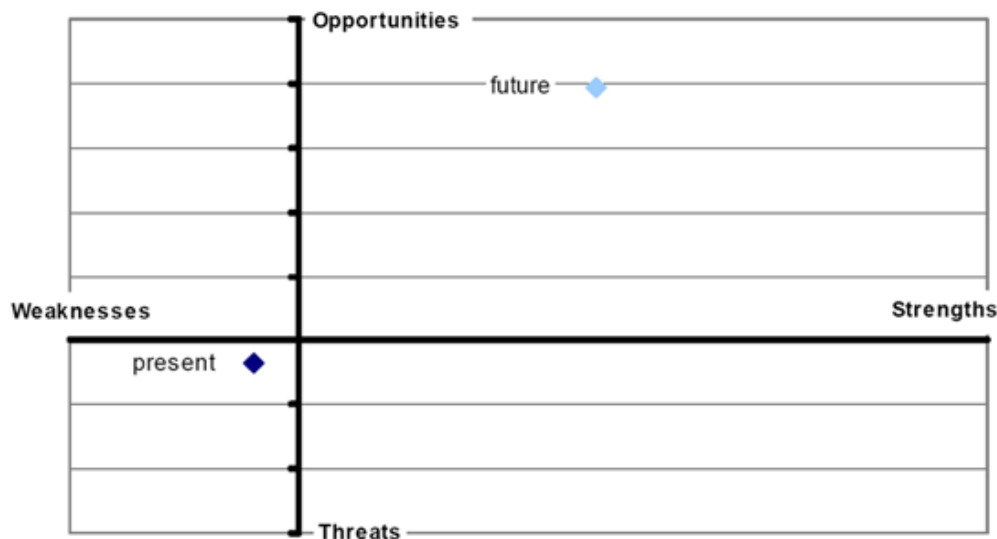 Opportunities
future
Weaknesses
Strengths
present
Threats